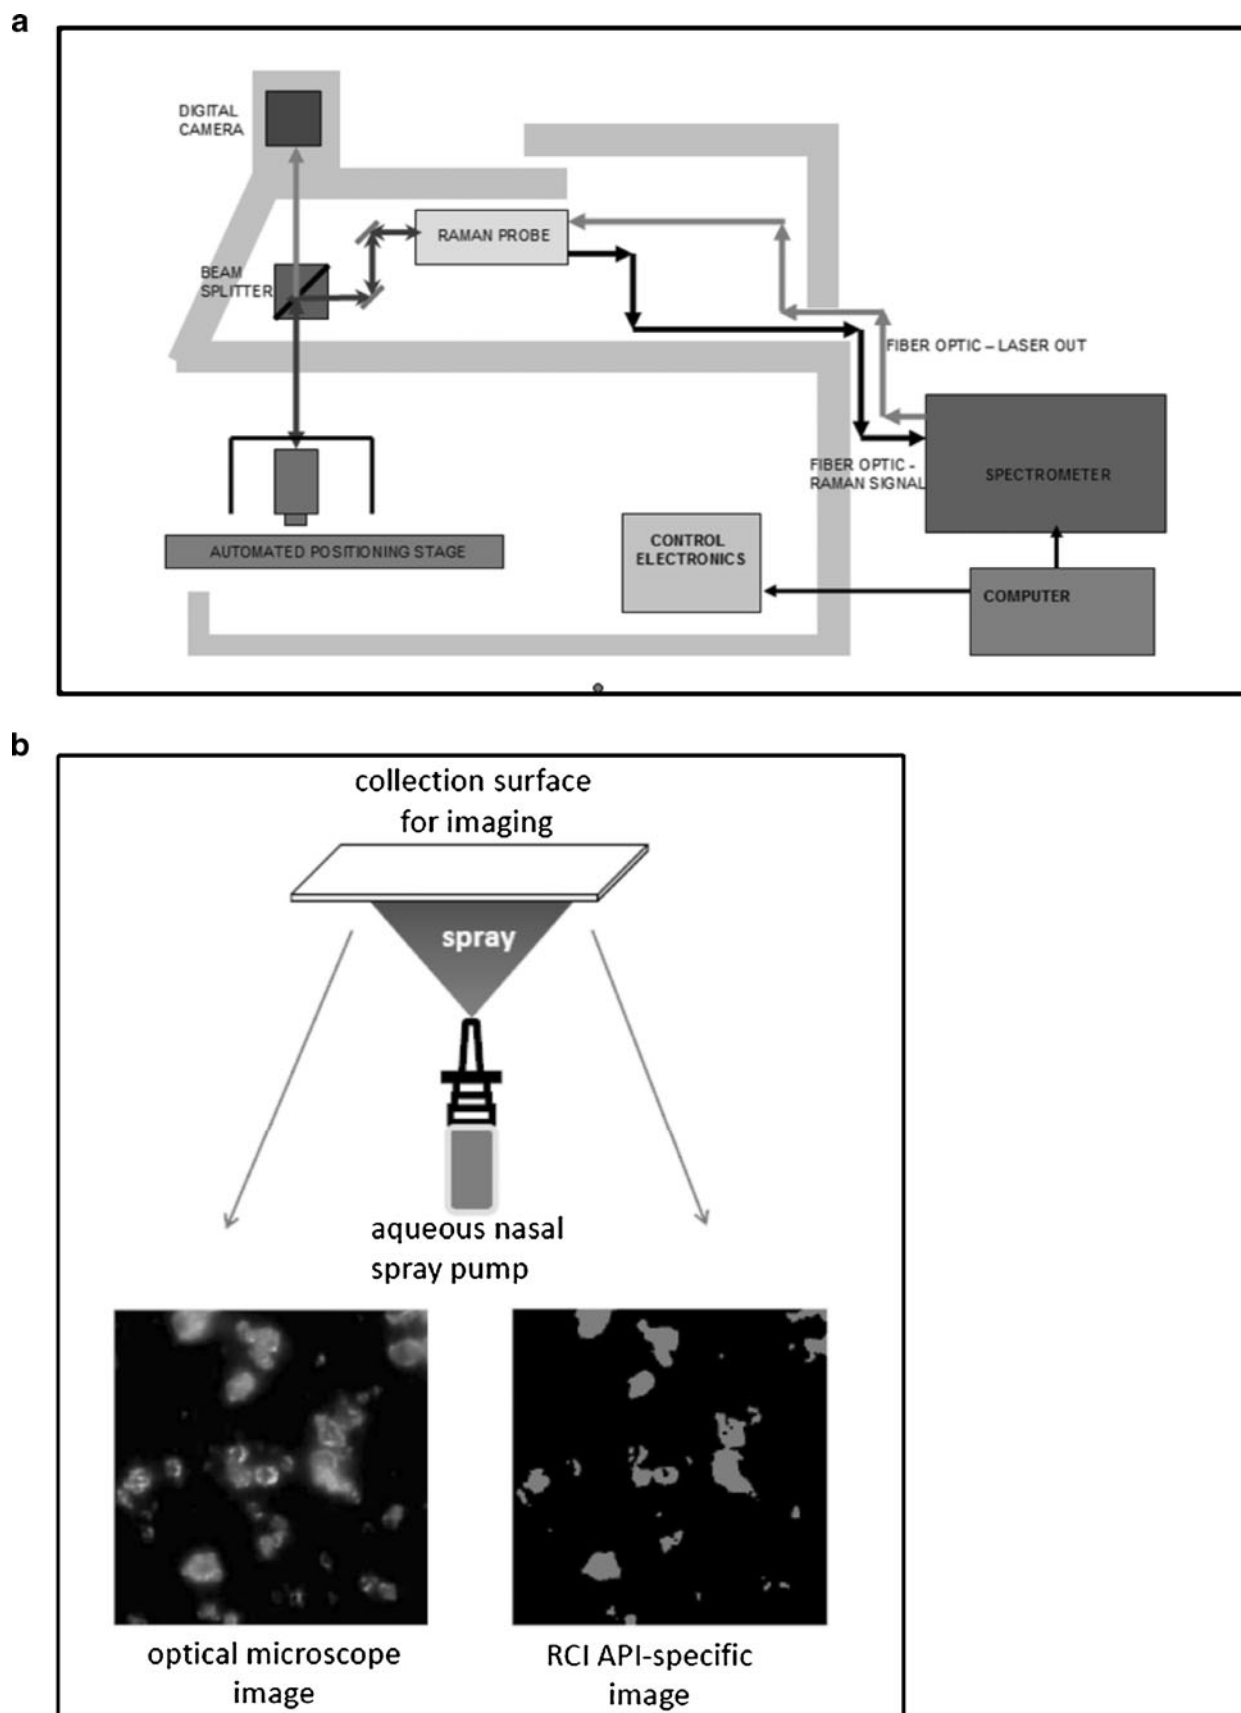 a
DIGITAL
CAMERA
RAMAN PROBE
BEAM
SPLITTER
FIBER OPTIC – LASER OUT
FIBER OPTIC -
RAMAN SIGNAL
SPECTROMETER
AUTOMATED POSITIONING STAGE
CONTROL
ELECTRONICS
COMPUTER
b
collection surface
for imaging
spray
aqueous nasal
spray pump
optical microscope
image
RCI API-specific
image